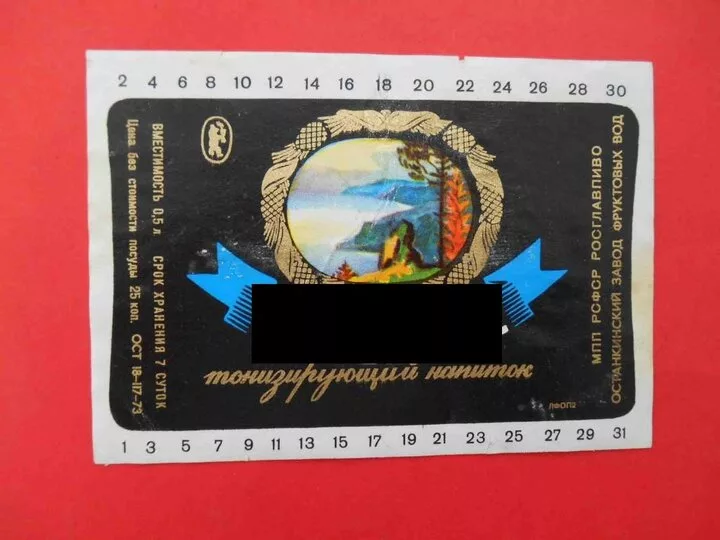 2 4 6 8 10 12 14 16 18 20 22 24 26 28 30
ВМЕСТИМОСТЬ 0,5 л СРОК ХРАНЕНИЯ 7 СУТОК
Цена без стоимости посуды 25 коп. ОСТ 18-117-73
тонизирующий напиток
МПП РСФСР РОСГЛАВПИВО
ОСТАНКИНСКИЙ ЗАВОД ФРУКТОВЫХ ВОД
ЛФОП2
1 3 5 7 9 11 13 15 17 19 21 23 25 27 29 31